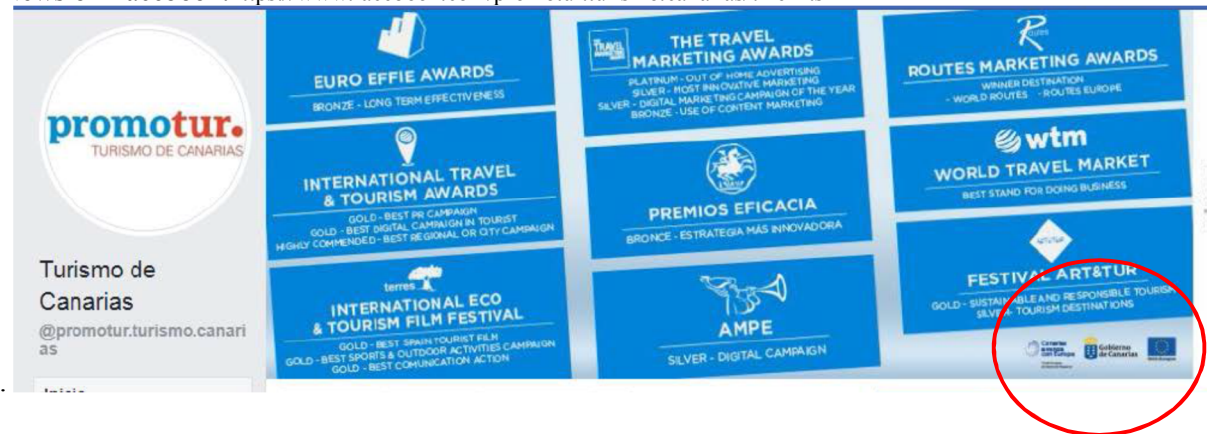 promotur.
TURISMO DE CANARIAS
Turismo de
Canarias
@promotur.turismo.canari
as
EURO EFFIE AWARDS
BRONZE - LONG TERM EFFECTIVENESS
INTERNATIONAL TRAVEL
& TOURISM AWARDS
GOLD - BEST PR CAMPAIGN
GOLD - BEST DIGITAL CAMPAIGN IN TOURIST
HIGHLY COMMENDED - BEST REGIONAL OR CITY CAMPAIGN
terres
INTERNATIONAL ECO
& TOURISM FILM FESTIVAL
GOLD - BEST SPAIN TOURIST FILM
GOLD - BEST SPORTS & OUTDOOR ACTIVITIES CAMPAIGN
GOLD - BEST COMUNICATION ACTION
THE TRAVEL
MARKETING AWARDS
PLATINUM - OUT OF HOME ADVERTISING
SILVER - MOST INNOVATIVE MARKETING
SILVER - DIGITAL MARKETING CAMPAIGN OF THE YEAR
BRONZE - USE OF CONTENT MARKETING
PREMIOS EFICACIA
BRONCE - ESTRATEGIA MÁS INNOVADORA
AMPE
SILVER - DIGITAL CAMPAIGN
Routes
ROUTES MARKETING AWARDS
WINNER DESTINATION
- WORLD ROUTES - ROUTES EUROPE
wtm
WORLD TRAVEL MARKET
BEST STAND FOR DOING BUSINESS
FESTIVAL ART&TUR
GOLD - SUSTAINABLE AND RESPONSIBLE TOURISM
SILVER - TOURISM DESTINATIONS
Canarias
avanza
con Europa
Gobierno
de Canarias